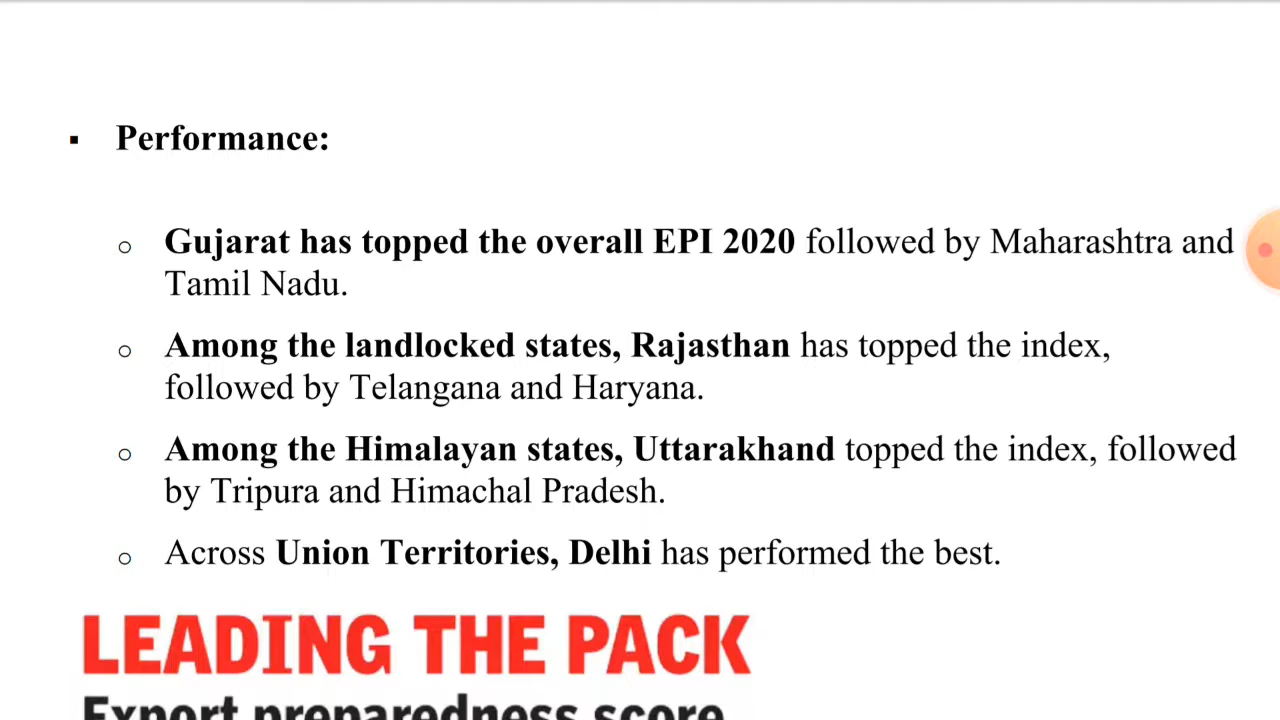 ▪ Performance:
o Gujarat has topped the overall EPI 2020 followed by Maharashtra and
Tamil Nadu.
o Among the landlocked states, Rajasthan has topped the index,
followed by Telangana and Haryana.
o Among the Himalayan states, Uttarakhand topped the index, followed
by Tripura and Himachal Pradesh.
o Across Union Territories, Delhi has performed the best.
LEADING THE PACK
Export preparedness score